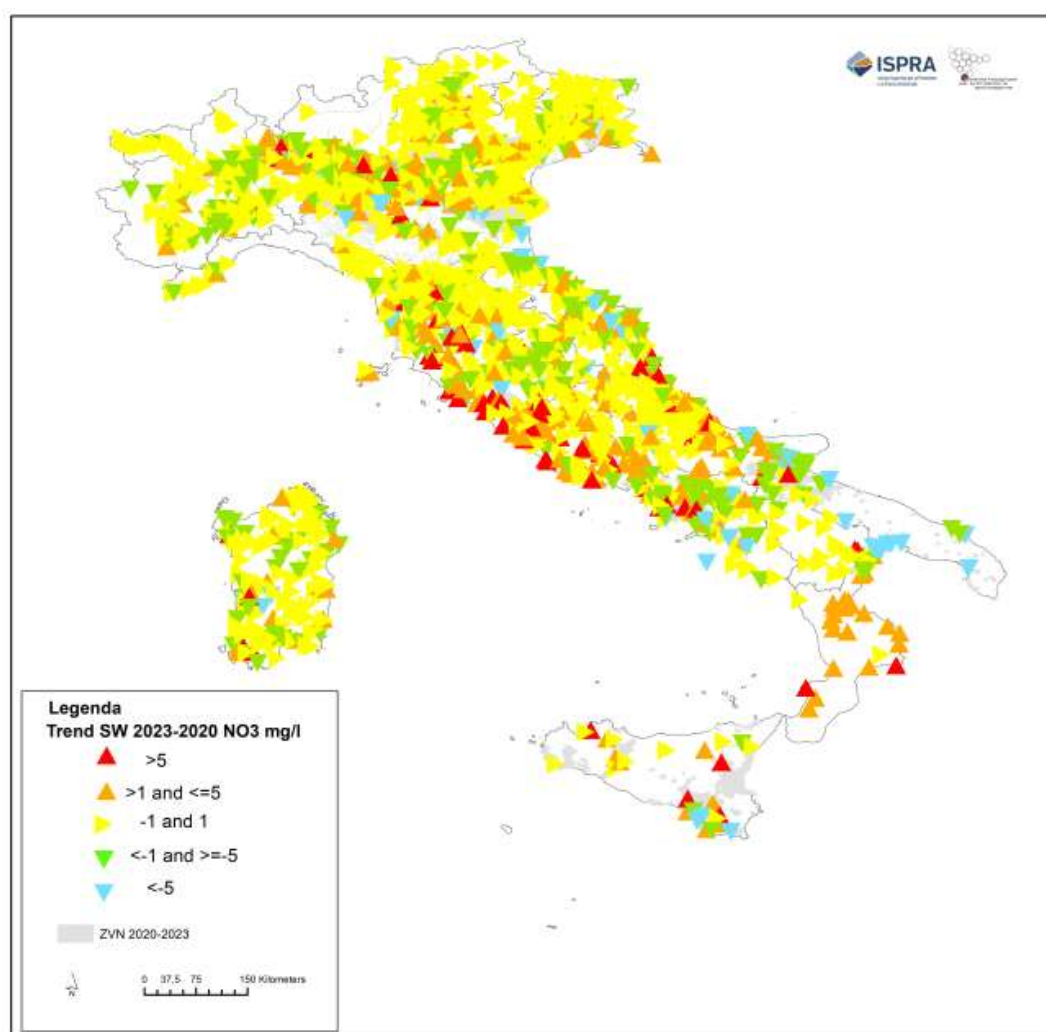 ISPRA
Legenda
Trend SW 2023-2020 NO3 mg/l
>5
>1 and <=5
-1 and 1
<-1 and >=-5
<-5
ZVN 2020-2023
N
0 37,5 75 150 Kilometers